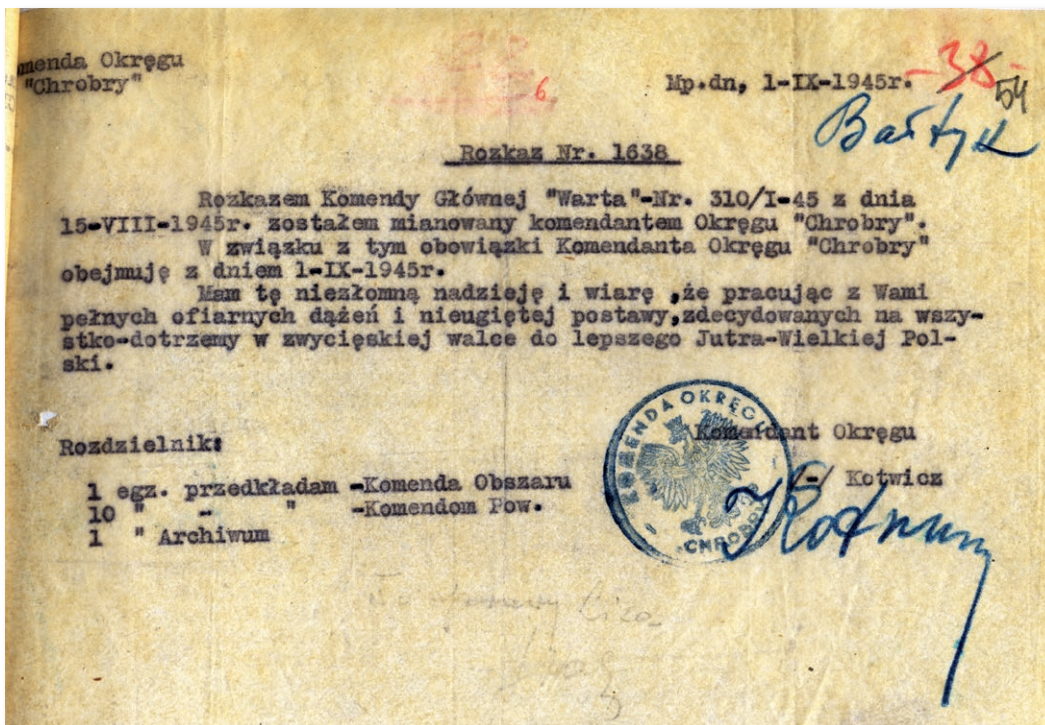 omenda Okręgu
"Chrobry"
Mp.dn, 1-IX-1945r.
-38-
54
6
Bałtyk
Rozkaz Nr. 1638
Rozkazem Komendy Głównej "Warta"-Nr. 310/I-45 z dnia
15-VIII-1945r. zostałem mianowany komendantem Okręgu "Chrobry".
W związku z tym obowiązki Komendanta Okręgu "Chrobry"
obejmuję z dniem 1-IX-1945r.
Mam tę niezłomną nadzieję i wiarę ,że pracując z Wami
pełnych ofiarnych dążeń i nieugiętej postawy,zdecydowanych na wszy-
stko-dotrzemy w zwycięskiej walce do lepszego Jutra-Wielkiej Pol-
ski.
Rozdzielnik:
1 egz. przedkładam -Komenda Obszaru
10 " - " -Komendom Pow.
1 " Archiwum
KOMENDA OKRĘGU
"CHROBRY"
Komendant Okręgu
/-/ Kotwicz